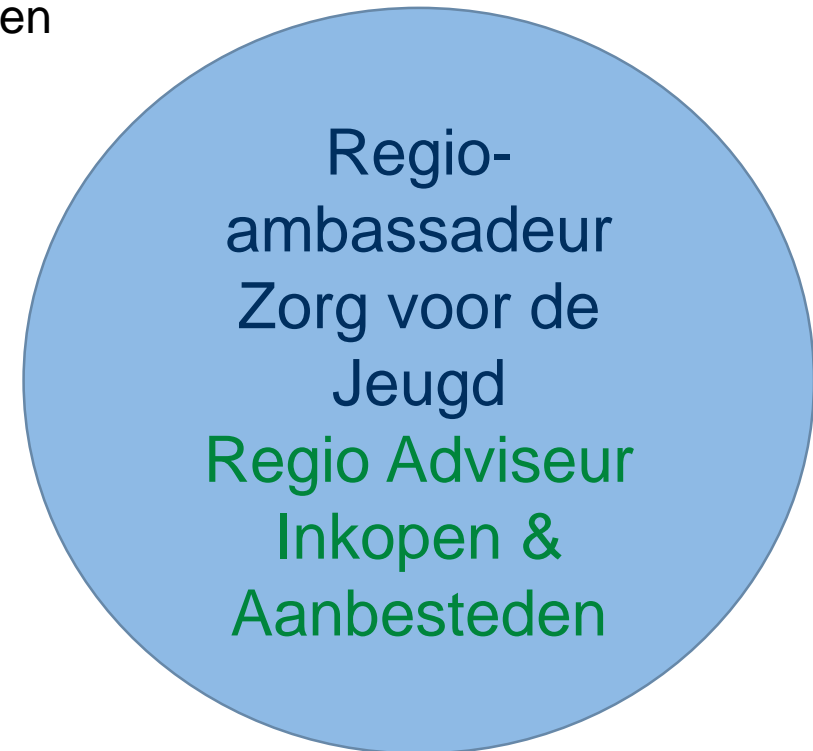 en
Regio-
ambassadeur
Zorg voor de
Jeugd
Regio Adviseur
Inkopen &
Aanbesteden